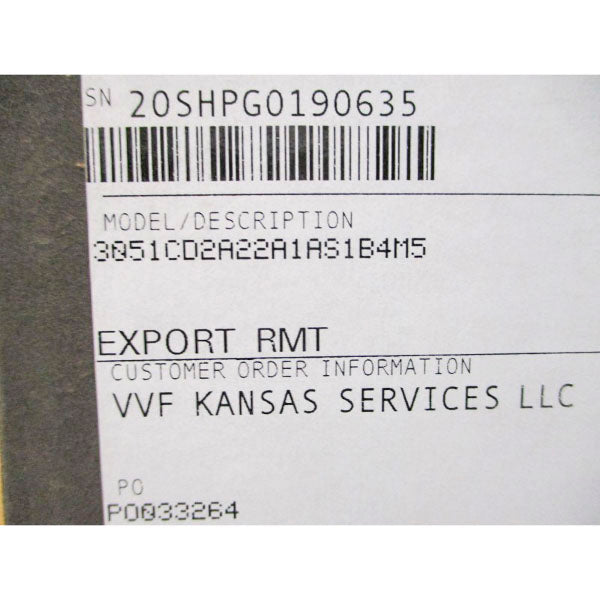 SN 20SHPG0190635
MODEL/DESCRIPTION
3051CD2A22A1AS1B4M5
EXPORT RMT
CUSTOMER ORDER INFORMATION
VVF KANSAS SERVICES LLC
PO
PO033264